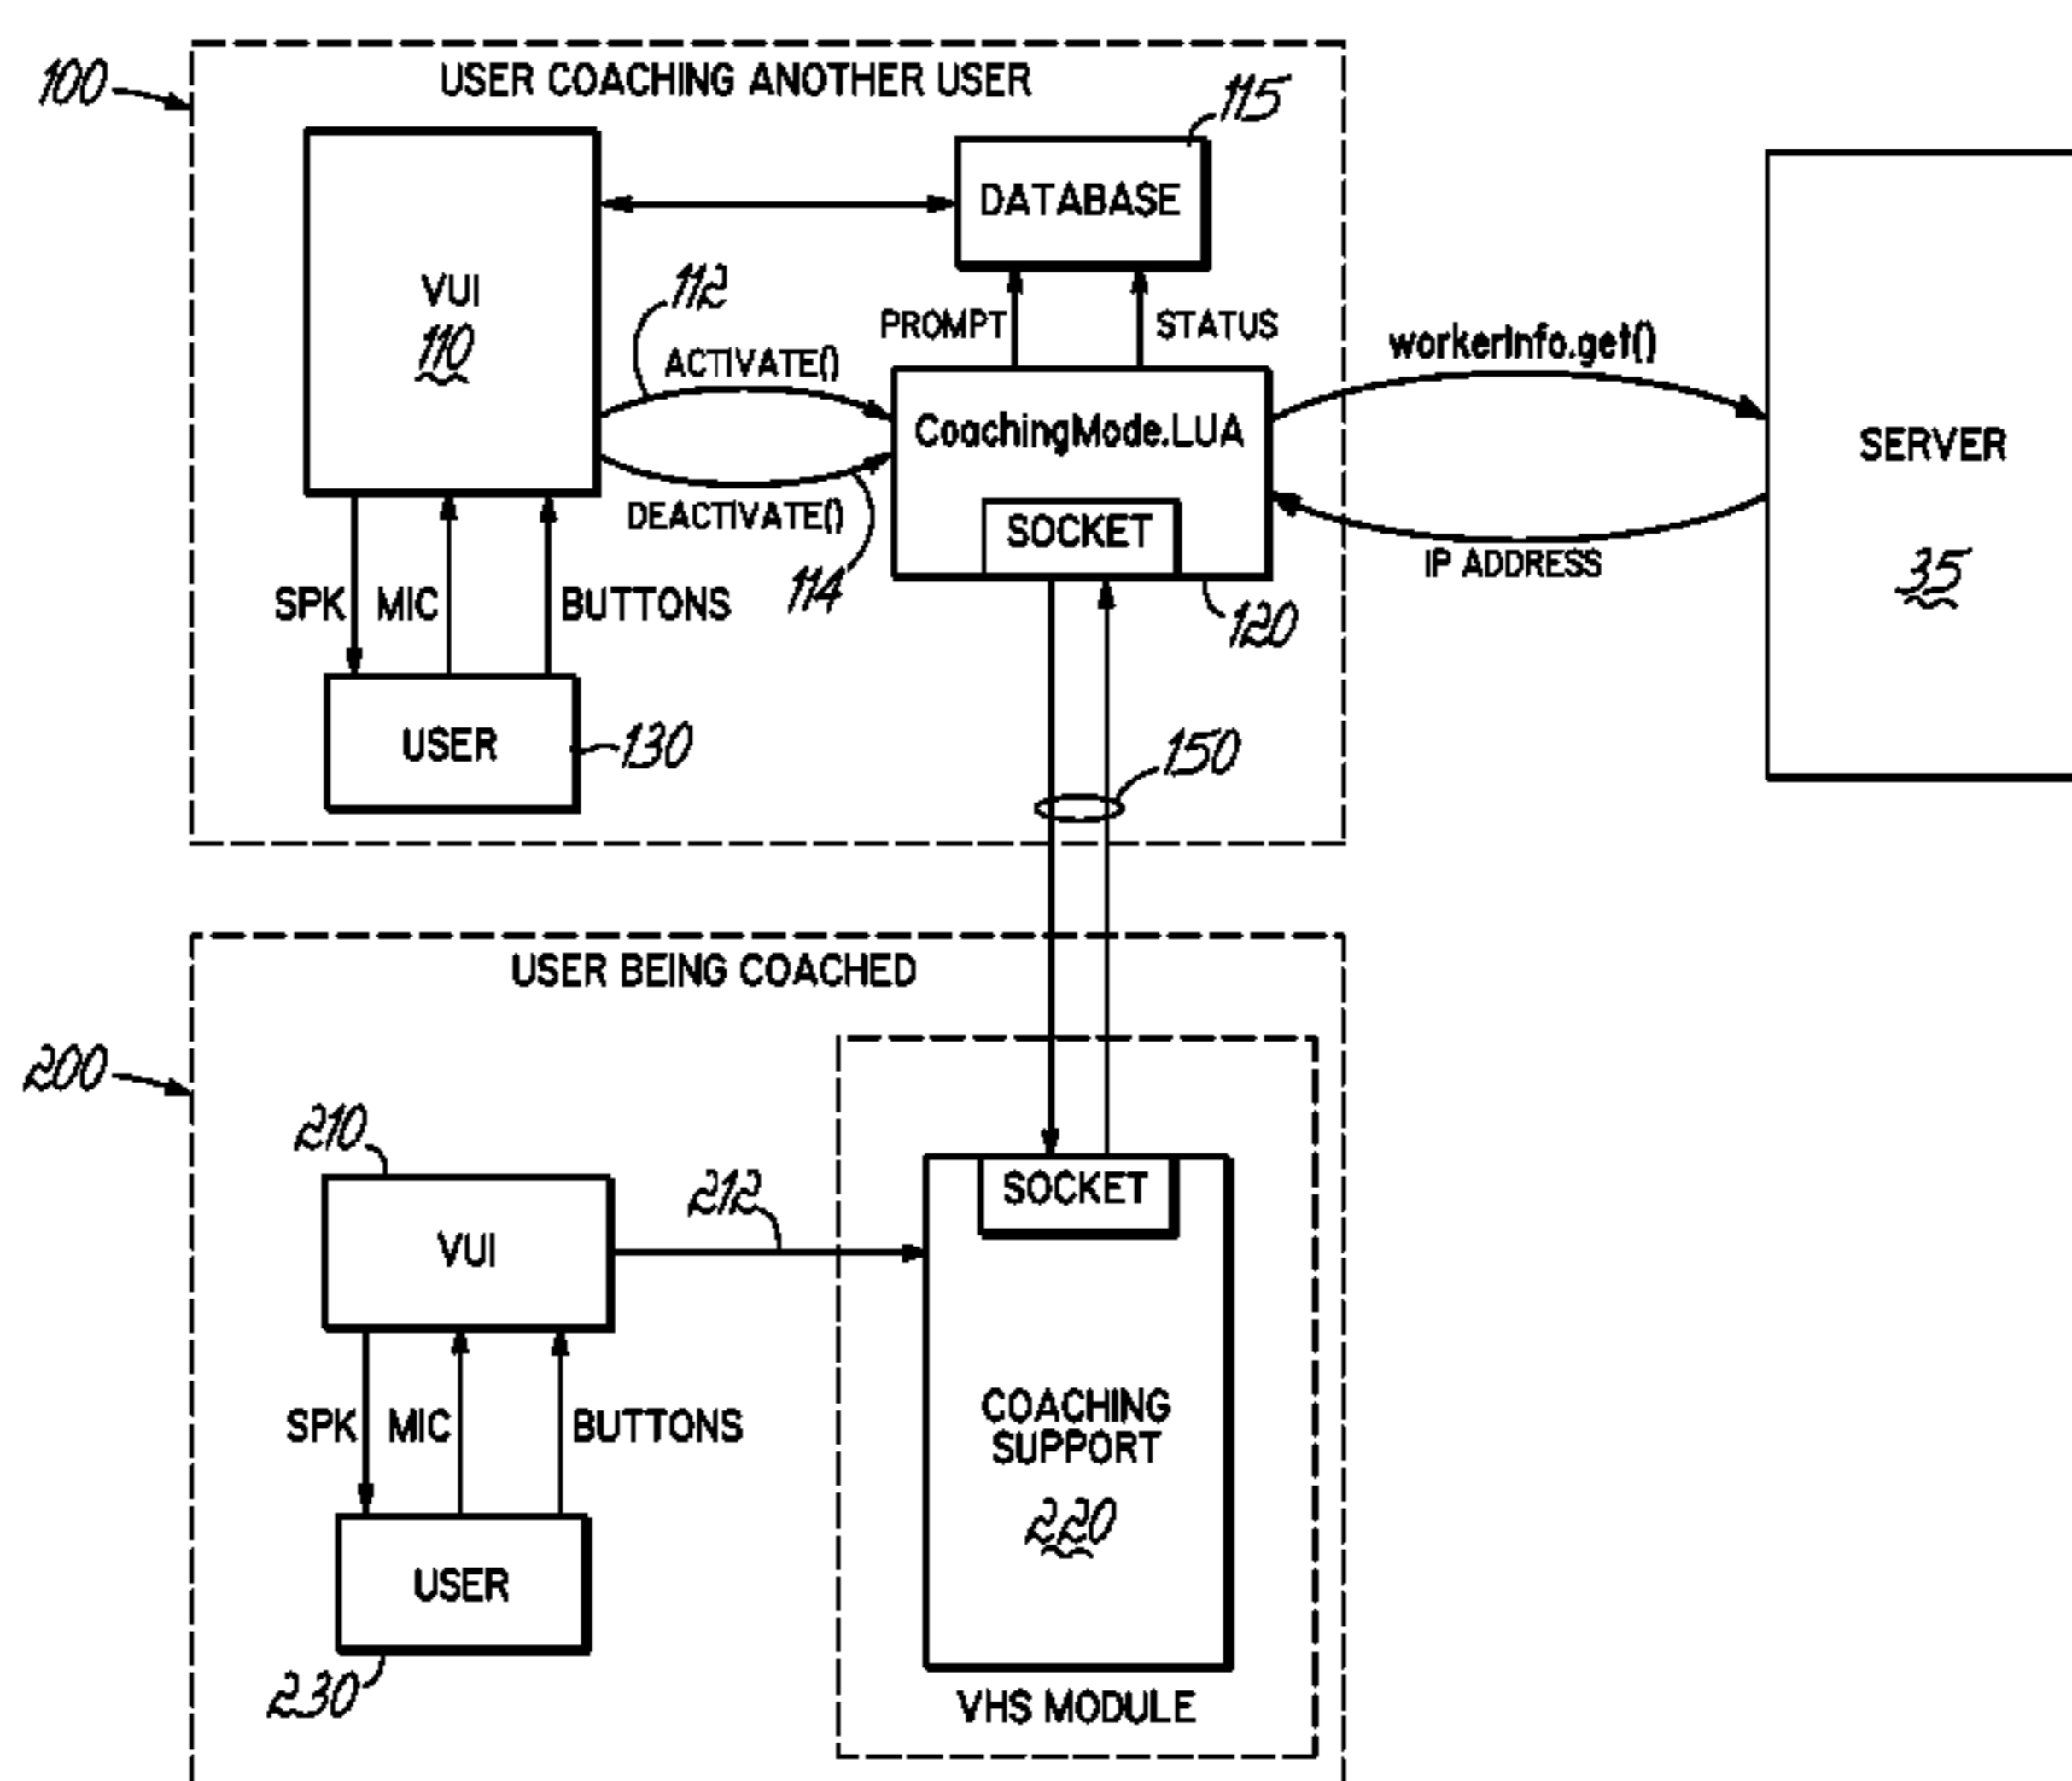 100
USER COACHING ANOTHER USER
115
VUI
110
DATABASE
112
PROMPT
STATUS
ACTIVATE()
workerInfo.get()
CoachingMode.LUA
SERVER
DEACTIVATE()
SOCKET
IP ADDRESS
35
114
SPK
MIC
BUTTONS
120
USER
130
150
USER BEING COACHED
200
210
212
SOCKET
VUI
SPK
MIC
BUTTONS
COACHING
SUPPORT
220
USER
230
VHS MODULE